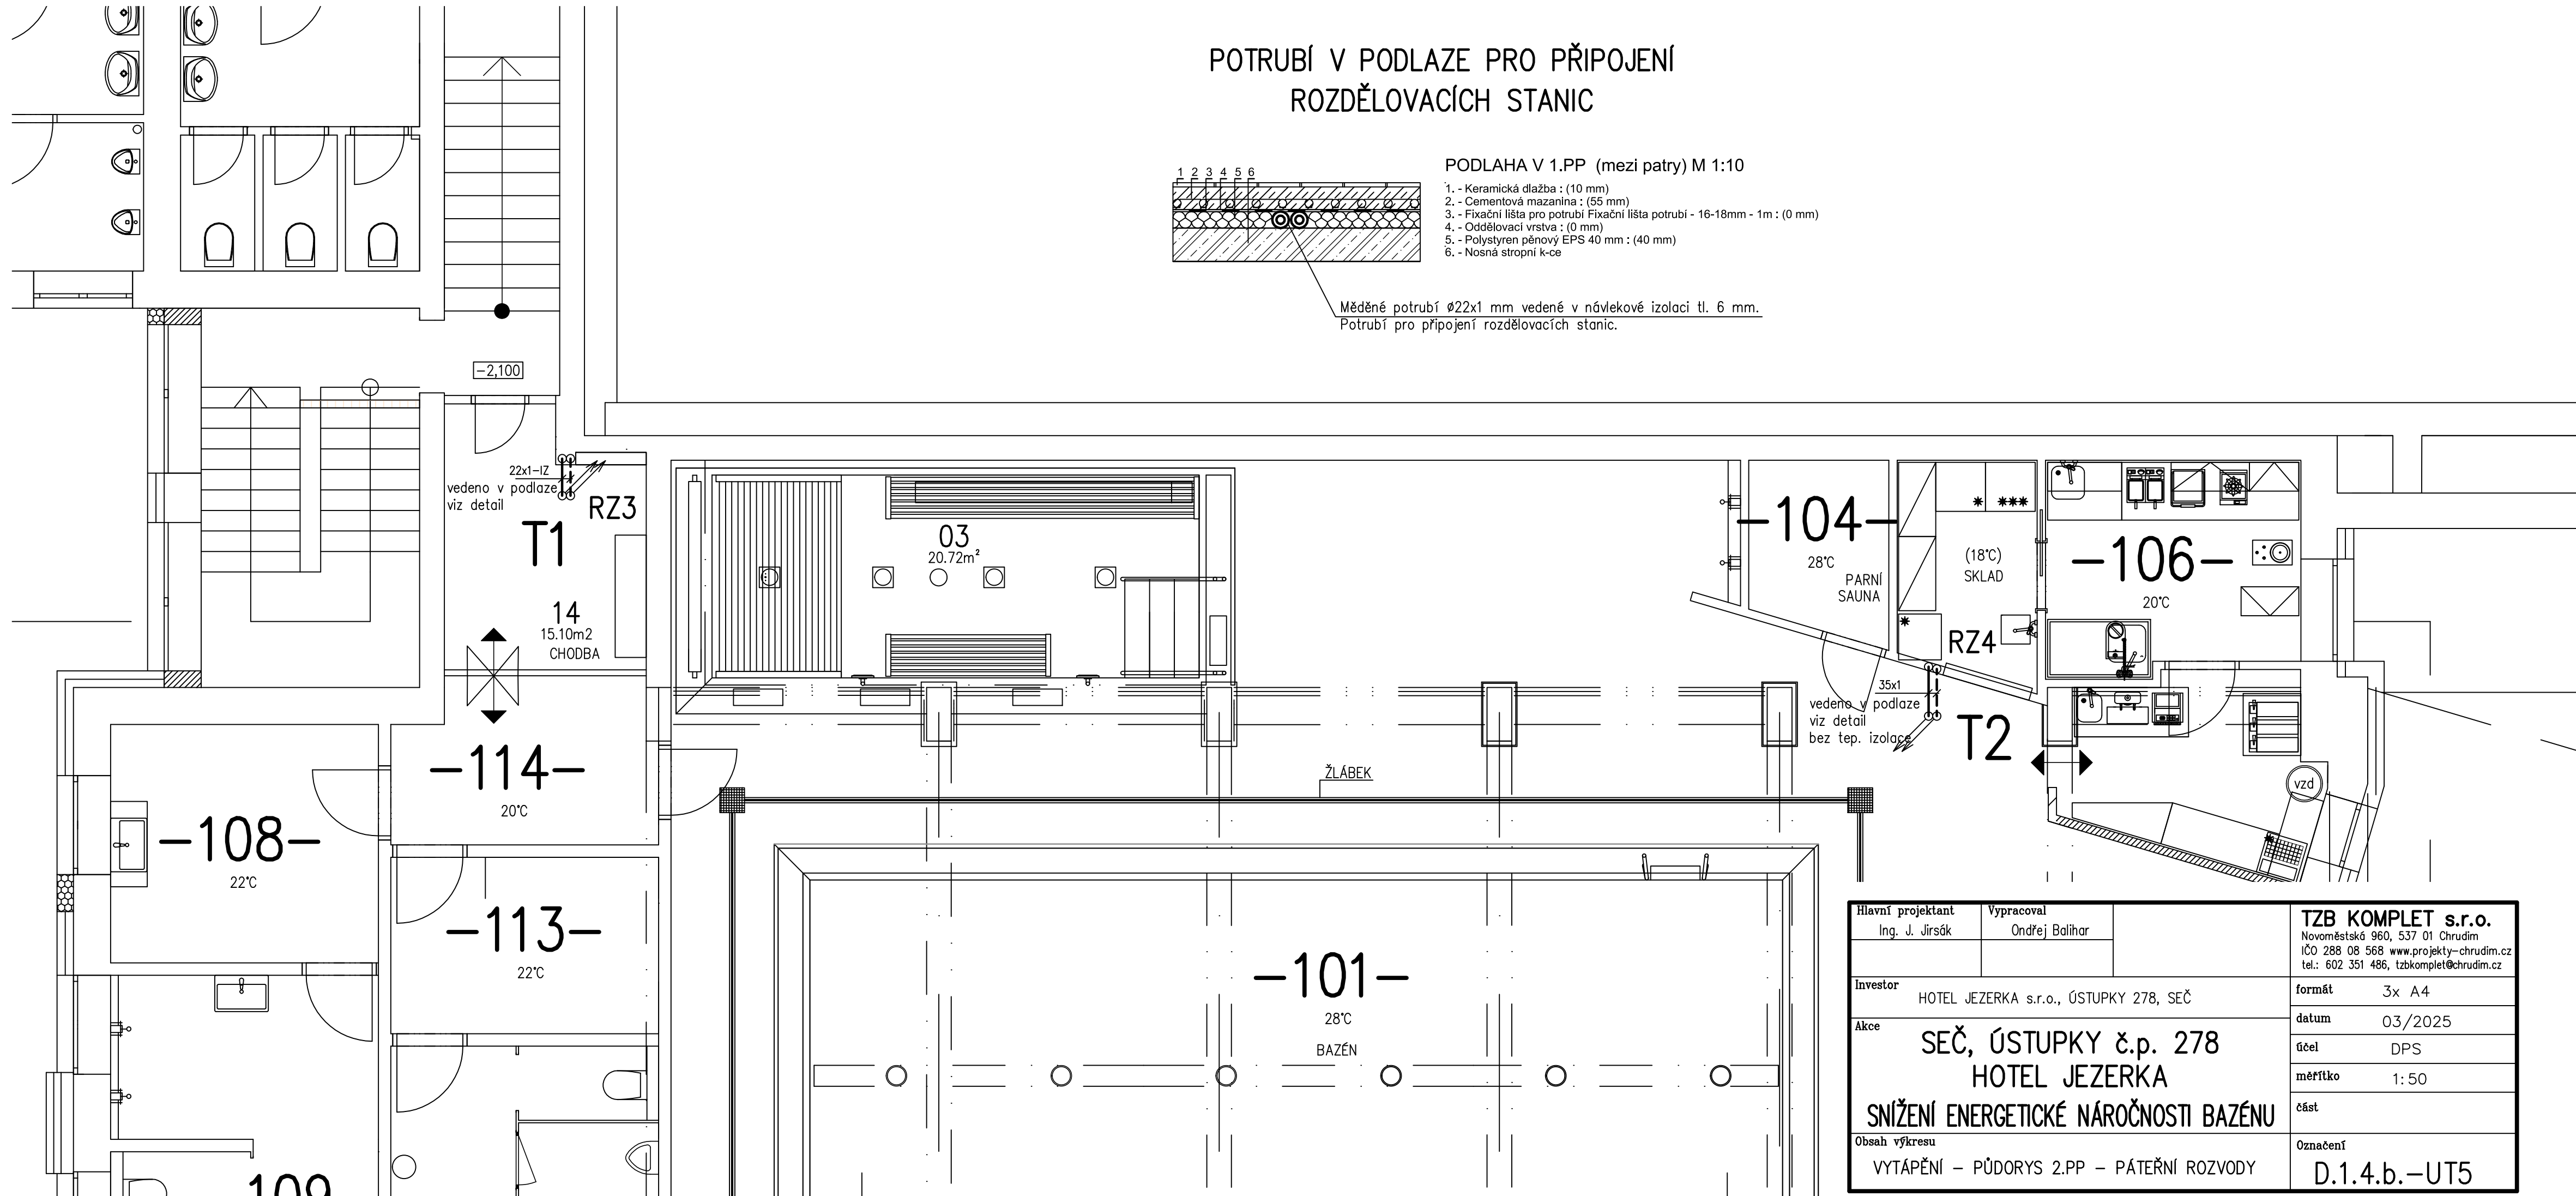 POTRUBÍ V PODLAZE PRO PŘIPOJENÍ
ROZDĚLOVACÍCH STANIC
PODLAHA V 1.PP (mezi patry) M 1:10
1 2 3 4 5 6
1. - Keramická dlažba : (10 mm)
2. - Cementová mazanina : (55 mm)
3. - Fixační lišta pro potrubí Fixační lišta potrubí - 16-18mm - 1m : (0 mm)
4. - Oddělovací vrstva : (0 mm)
5. - Polystyren pěnový EPS 40 mm : (40 mm)
6. - Nosná stropní k-ce
Měděné potrubí ø22x1 mm vedené v návlekové izolaci tl. 6 mm.
Potrubí pro připojení rozdělovacích stanic.
-2,100
22x1-IZ
vedeno v podlaze
viz detail
RZ3
T1
14
15.10m2
CHODBA
03
20.72m²
-104-
28°C
PARNÍ
SAUNA
(18°C)
SKLAD
RZ4
-106-
20°C
35x1
vedeno v podlaze
viz detail
bez tep. izolace
T2
vzd
ŽLÁBEK
-114-
20°C
-108-
22°C
-113-
22°C
-101-
28°C
BAZÉN
109
Hlavní projektant
Ing. J. Jirsák
Vypracoval
Ondřej Balihar
TZB KOMPLET s.r.o.
Novoměstská 960, 537 01 Chrudim
IČO 288 08 568 www.projekty-chrudim.cz
tel.: 602 351 486, tzbkomplet@chrudim.cz
Investor
HOTEL JEZERKA s.r.o., ÚSTUPKY 278, SEČ
formát 3x A4
datum 03/2025
účel DPS
měřítko 1:50
část
Akce
SEČ, ÚSTUPKY č.p. 278
HOTEL JEZERKA
SNÍŽENÍ ENERGETICKÉ NÁROČNOSTI BAZÉNU
Obsah výkresu
VYTÁPĚNÍ - PŮDORYS 2.PP - PÁTEŘNÍ ROZVODY
Označení
D.1.4.b.-UT5